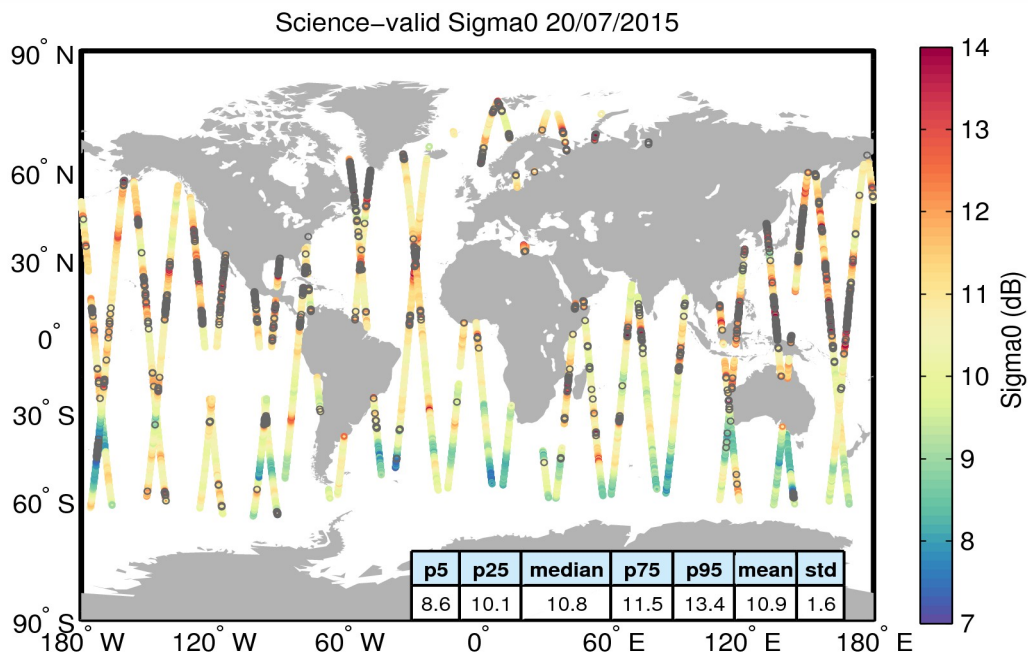 Science−valid Sigma0 20/07/2015
90° N
60° N
30° N
0°
30° S
60° S
90° S
180° W
120° W
60° W
0°
60° E
120° E
180° E
p5 p25 median p75 p95 mean std
8.6 10.1 10.8 11.5 13.4 10.9 1.6
14
13
12
11
10
9
8
7
Sigma0 (dB)